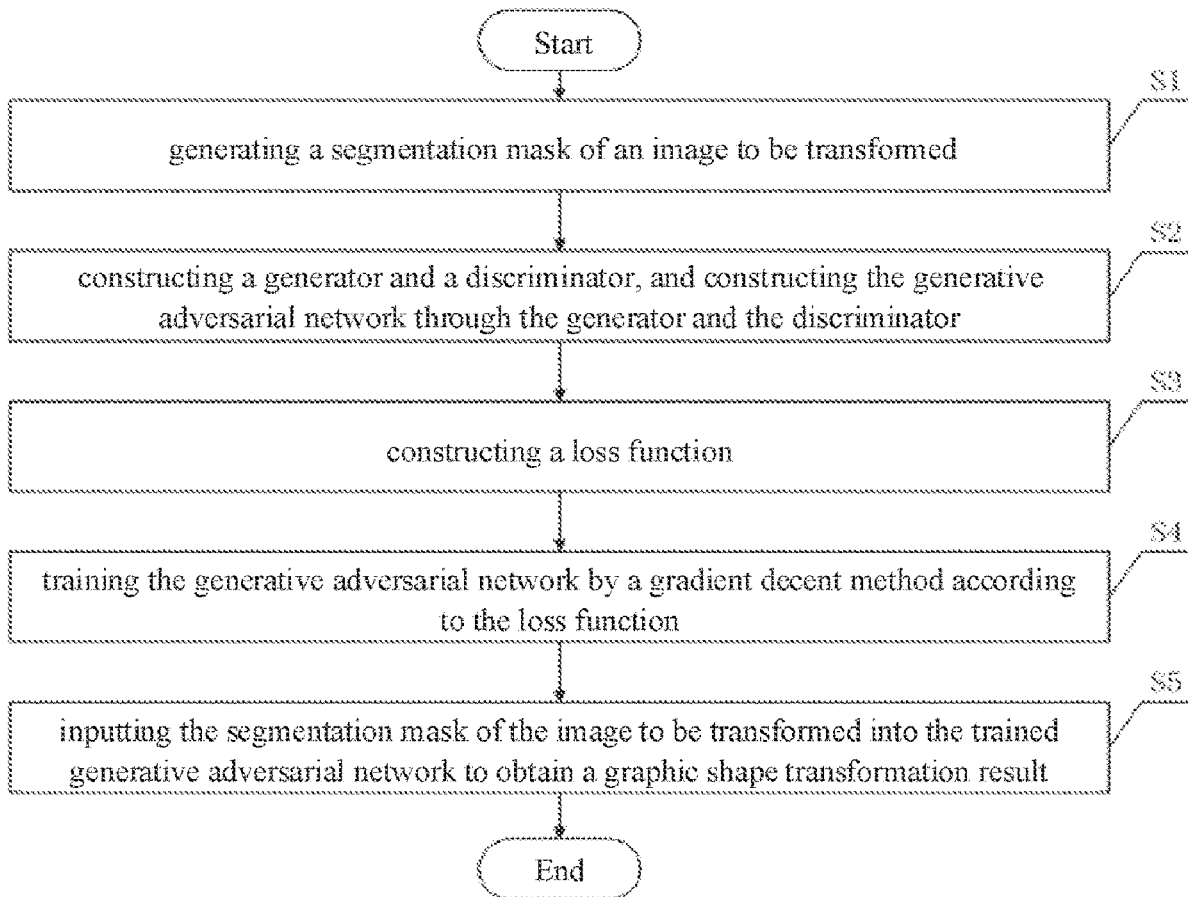 Start
S1
generating a segmentation mask of an image to be transformed
S2
constructing a generator and a discriminator, and constructing the generative
adversarial network through the generator and the discriminator
S3
constructing a loss function
S4
training the generative adversarial network by a gradient decent method according
to the loss function
S5
inputting the segmentation mask of the image to be transformed into the trained
generative adversarial network to obtain a graphic shape transformation result
End